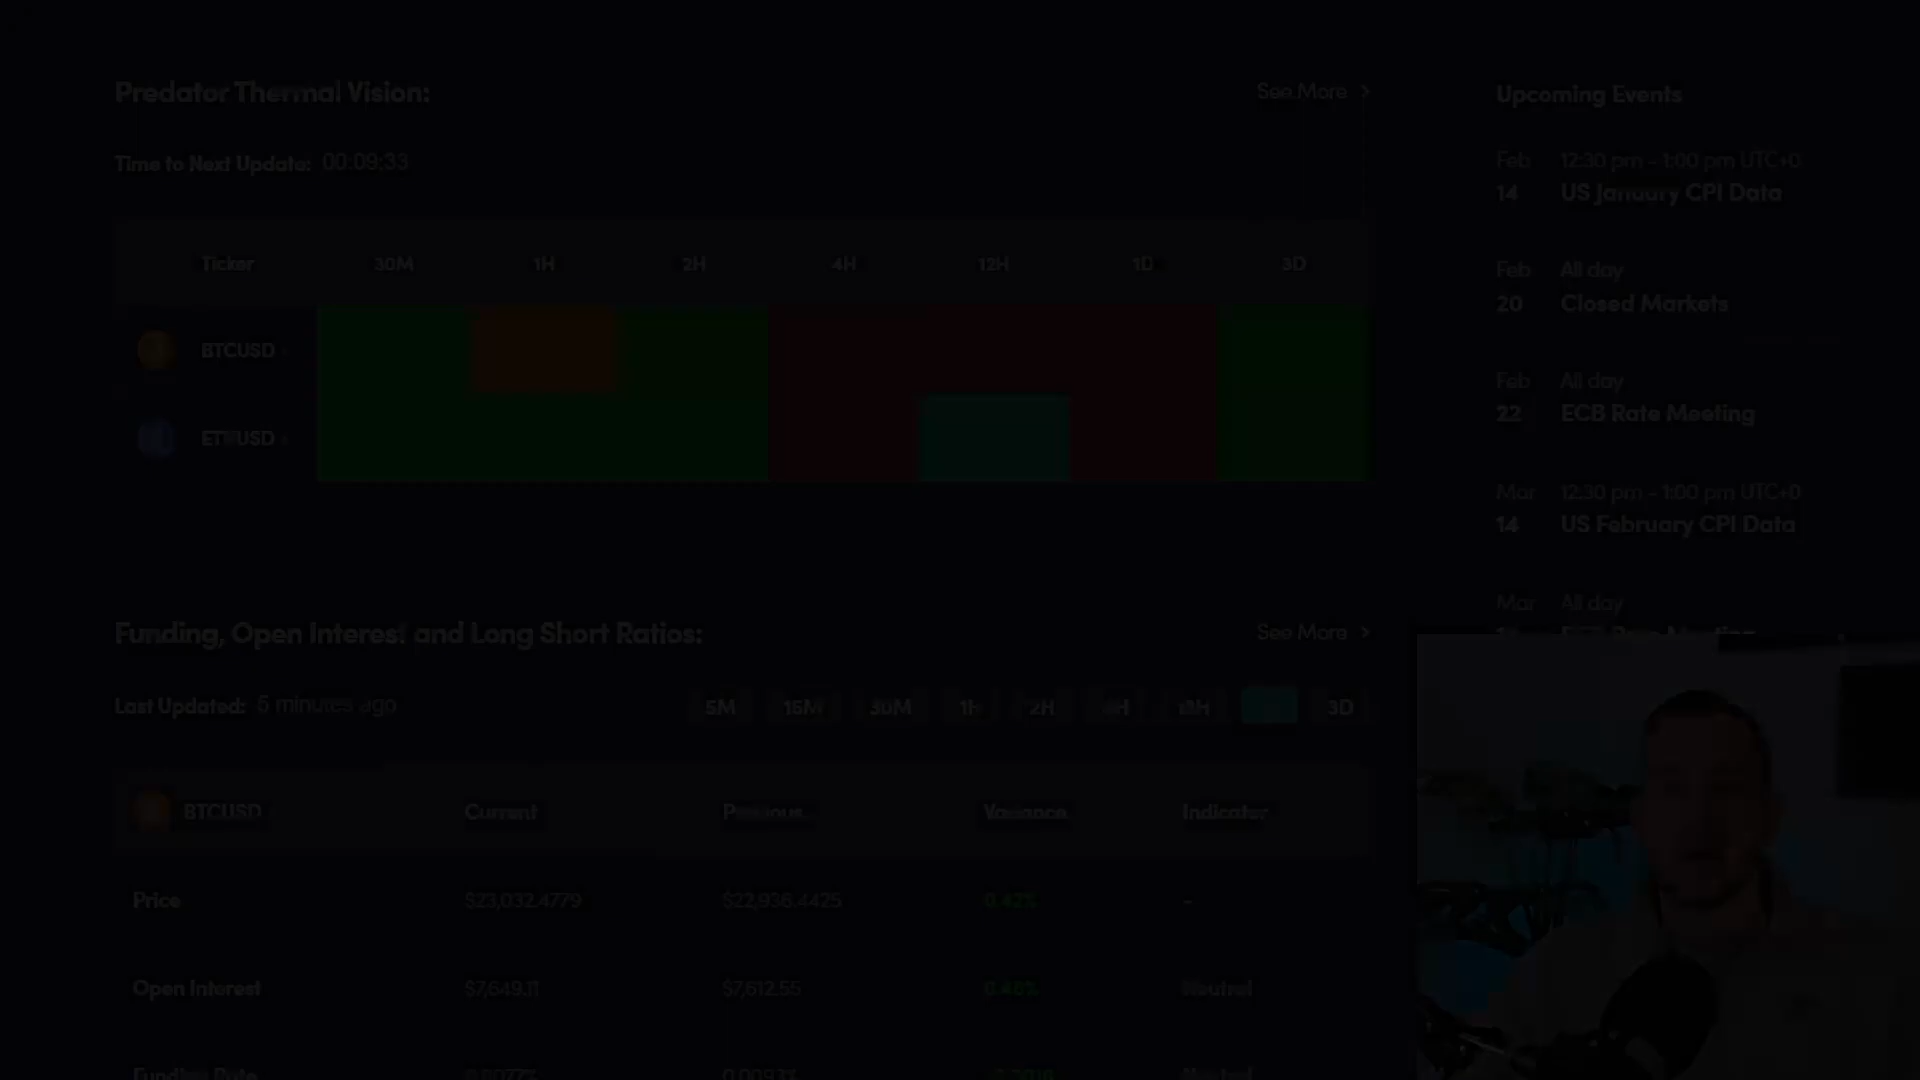 Predator Thermal Vision:
See More >
Time to Next Update: 00:09:33
Ticker 30M 1H 2H 4H 12H 1D 3D
BTCUSD
ETHUSD
Upcoming Events
Feb 12:30 pm - 1:00 pm UTC+0
14 US January CPI Data
Feb All day
20 Closed Markets
Feb All day
22 ECB Rate Meeting
Mar 12:30 pm - 1:00 pm UTC+0
14 US February CPI Data
Mar All day
Funding, Open Interest and Long Short Ratios:
See More >
Last Updated: 5 minutes ago
5M 15M 30M 1H 2H 3D
BTCUSD Current Previous Variance Indicator
Price $23,032.4779 $22,936.4425 0.42% -
Open Interest $7,649.11 $7,612.55 0.48% Neutral
Funding Rate